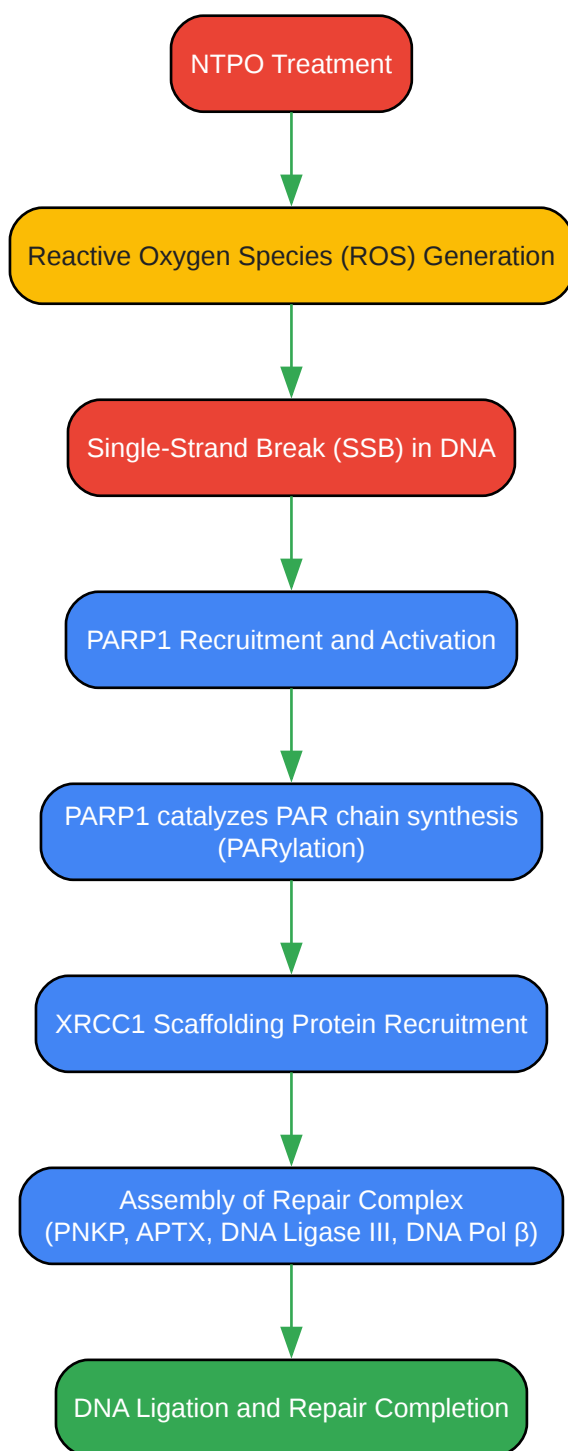 NTPO Treatment
Reactive Oxygen Species (ROS) Generation
Single-Strand Break (SSB) in DNA
PARP1 Recruitment and Activation
PARP1 catalyzes PAR chain synthesis
(PARylation)
XRCC1 Scaffolding Protein Recruitment
Assembly of Repair Complex
(PNKP, APTX, DNA Ligase III, DNA Pol β)
DNA Ligation and Repair Completion